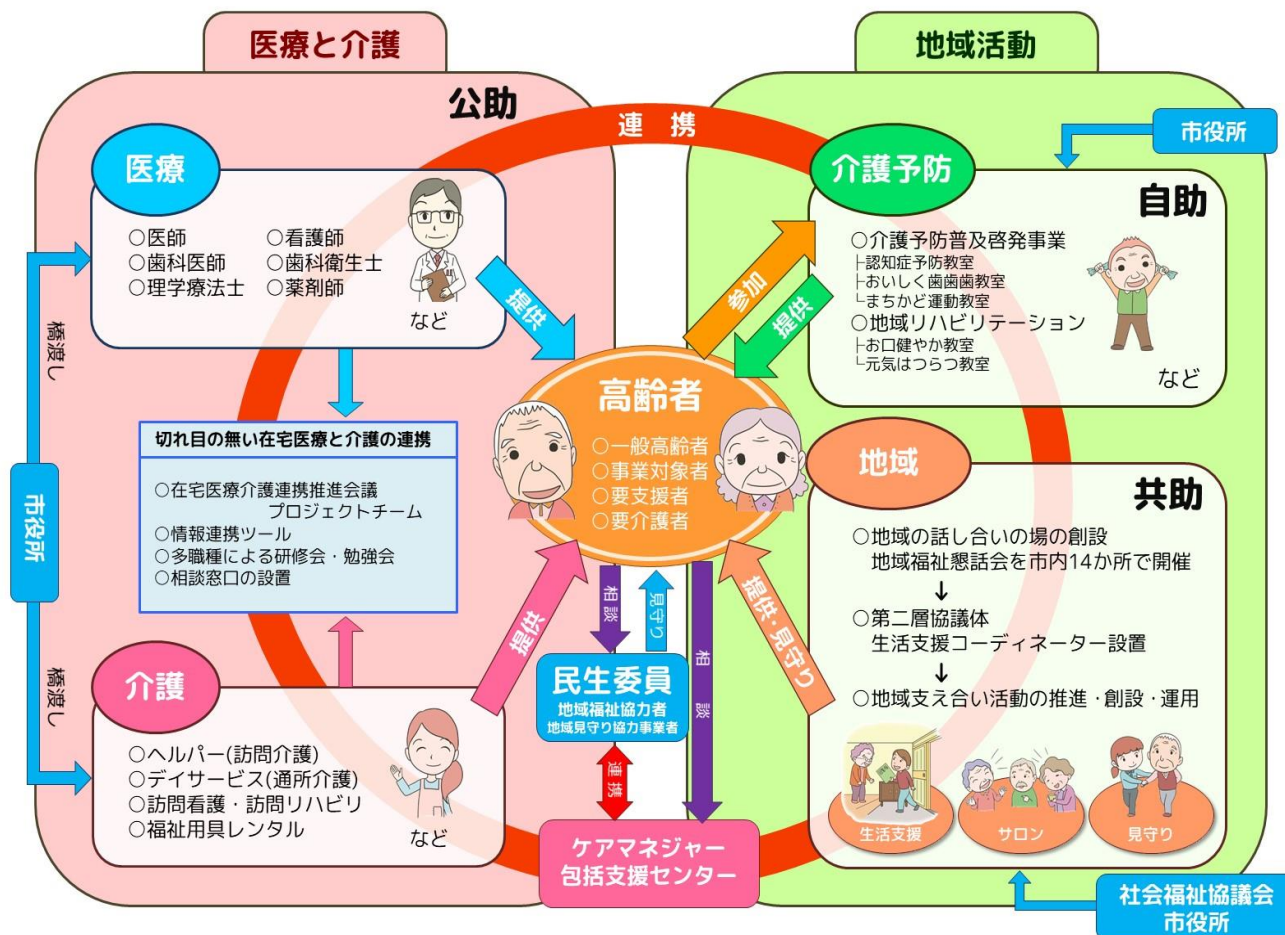 医療と介護
地域活動
公助
連　携
市役所
医療
○医師
○看護師
○歯科医師
○歯科衛生士
○理学療法士
○薬剤師
など
提供
橋渡し
介護予防
自助
○介護予防普及啓発事業
├認知症予防教室
├おいしく歯歯歯教室
└まちかど運動教室
○地域リハビリテーション
├お口健やか教室
└元気はつらつ教室
など
参加
提供
高齢者
○一般高齢者
○事業対象者
○要支援者
○要介護者
切れ目の無い在宅医療と介護の連携
○在宅医療介護連携推進会議
プロジェクトチーム
○情報連携ツール
○多職種による研修会・勉強会
○相談窓口の設置
市役所
地域
共助
○地域の話し合いの場の創設
地域福祉懇話会を市内14か所で開催
↓
○第二層協議体
生活支援コーディネーター設置
↓
○地域支え合い活動の推進・創設・運用
生活支援
サロン
見守り
提供・見守り
提供
相談
見守り
相談
民生委員
地域福祉協力者
地域見守り協力事業者
連携
橋渡し
介護
○ヘルパー(訪問介護)
○デイサービス(通所介護)
○訪問看護・訪問リハビリ
○福祉用具レンタル
など
ケアマネジャー
包括支援センター
社会福祉協議会
市役所